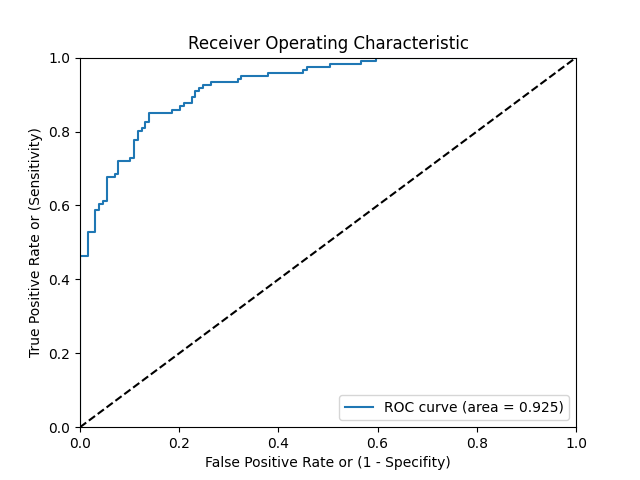 Receiver Operating Characteristic
1.0
0.8
0.6
0.4
0.2
0.0
True Positive Rate or (Sensitivity)
ROC curve (area = 0.925)
0.0 0.2 0.4 0.6 0.8 1.0
False Positive Rate or (1 - Specifity)